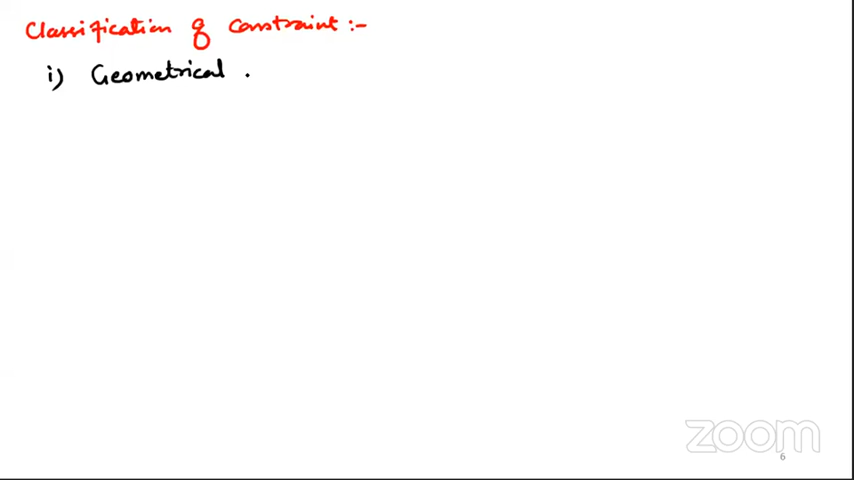 Classification of constraint :-
i) Geometrical .
zoom
6